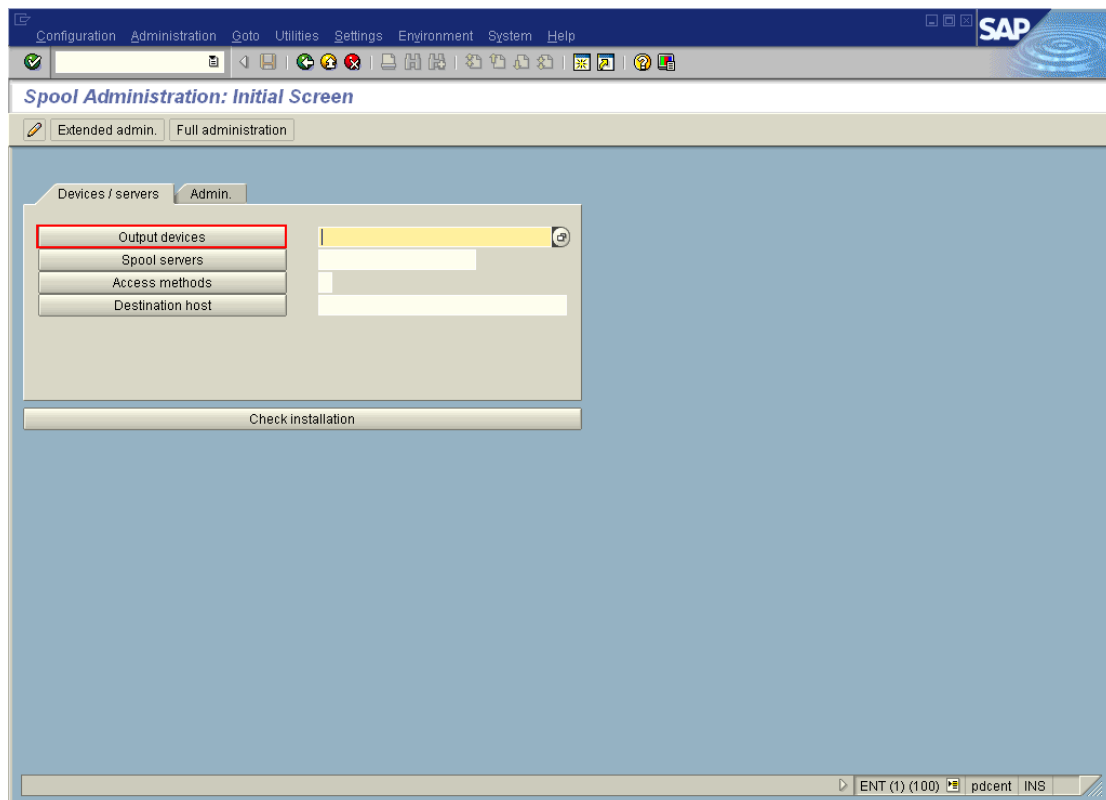 Configuration Administration Goto Utilities Settings Environment System Help
SAP
Spool Administration: Initial Screen
Extended admin. Full administration
Devices / servers Admin.
Output devices
Spool servers
Access methods
Destination host
Check installation
ENT (1) (100) pdcent INS